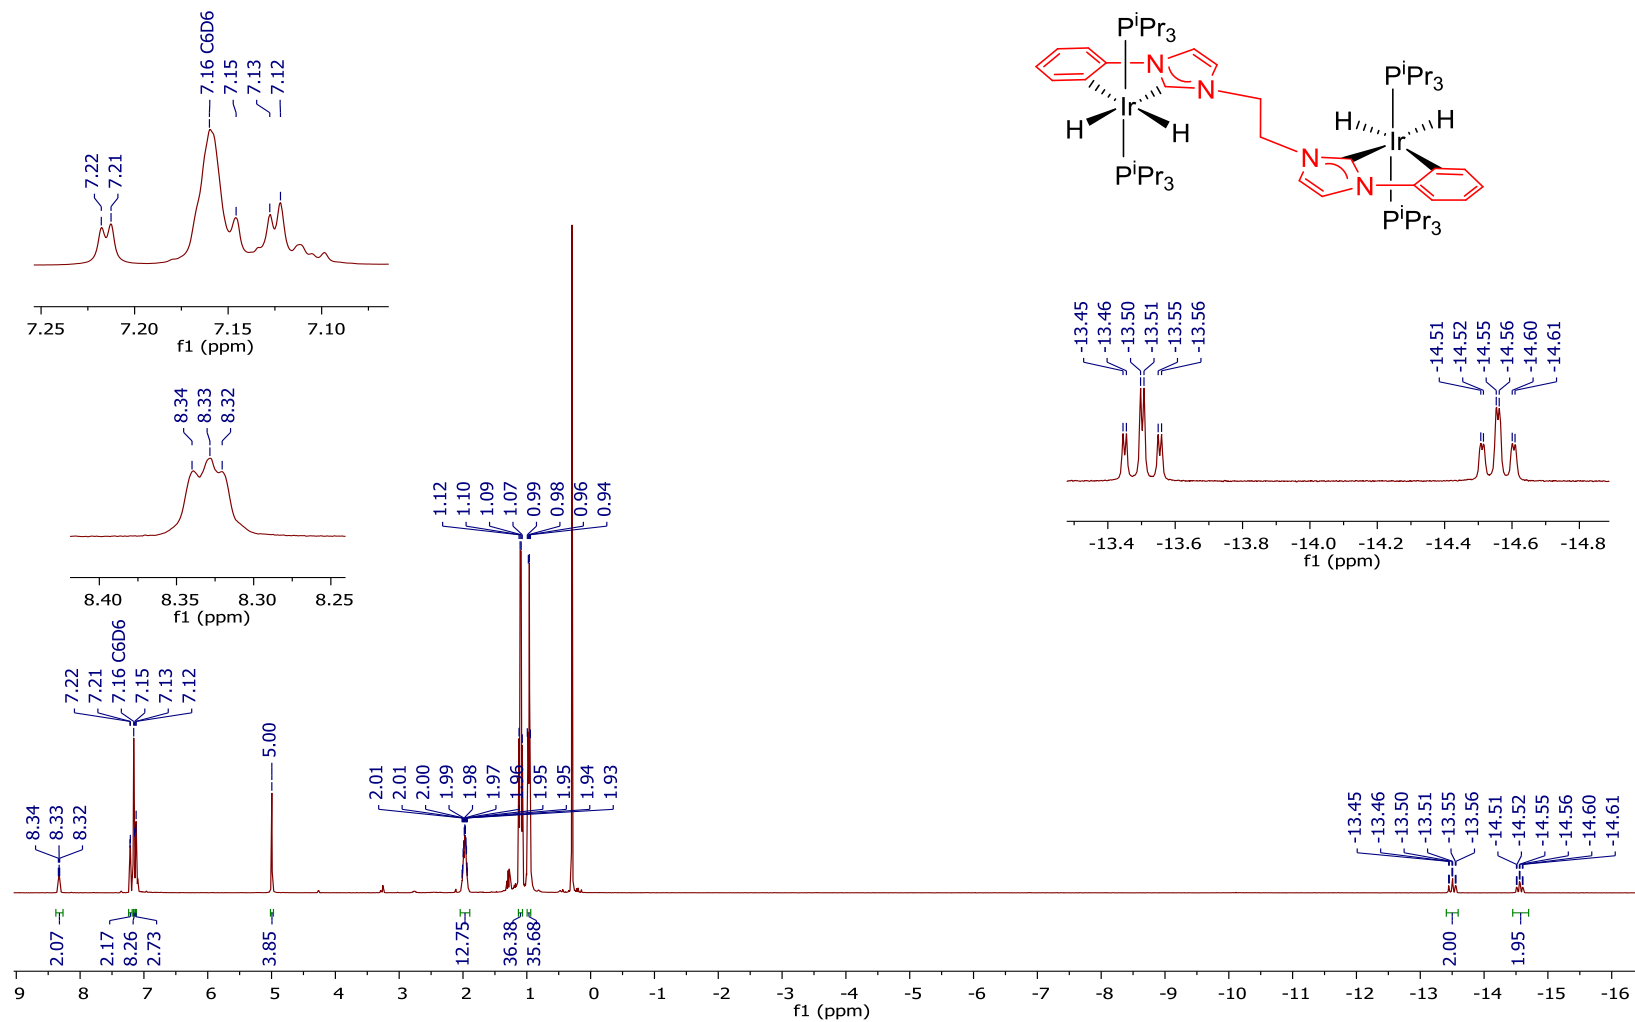 7.16 C6D6
7.15
7.13
7.12
7.22
7.21
7.25 7.20 7.15 7.10
f1 (ppm)
PⁱPr₃
N
N
Ir
H
H
PⁱPr₃
PⁱPr₃
H
H
Ir
N
N
PⁱPr₃
8.34
8.33
8.32
8.40 8.35 8.30 8.25
f1 (ppm)
-13.45
-13.46
-13.50
-13.51
-13.55
-13.56
-14.51
-14.52
-14.55
-14.56
-14.60
-14.61
-13.4 -13.6 -13.8 -14.0 -14.2 -14.4 -14.6 -14.8
f1 (ppm)
1.12
1.10
1.09
1.07
0.99
0.98
0.96
0.94
8.34
8.33
8.32
7.22
7.21
7.16 C6D6
7.15
7.13
7.12
5.00
2.01
2.01
2.00
1.99
1.98
1.97
1.96
1.95
1.95
1.94
1.93
-13.45
-13.46
-13.50
-13.51
-13.55
-13.56
-14.51
-14.52
-14.55
-14.56
-14.60
-14.61
2.07
2.17
8.26
2.73
3.85
12.75
36.38
35.68
2.00
1.95
9 8 7 6 5 4 3 2 1 0 -1 -2 -3 -4 -5 -6 -7 -8 -9 -10 -11 -12 -13 -14 -15 -16
f1 (ppm)